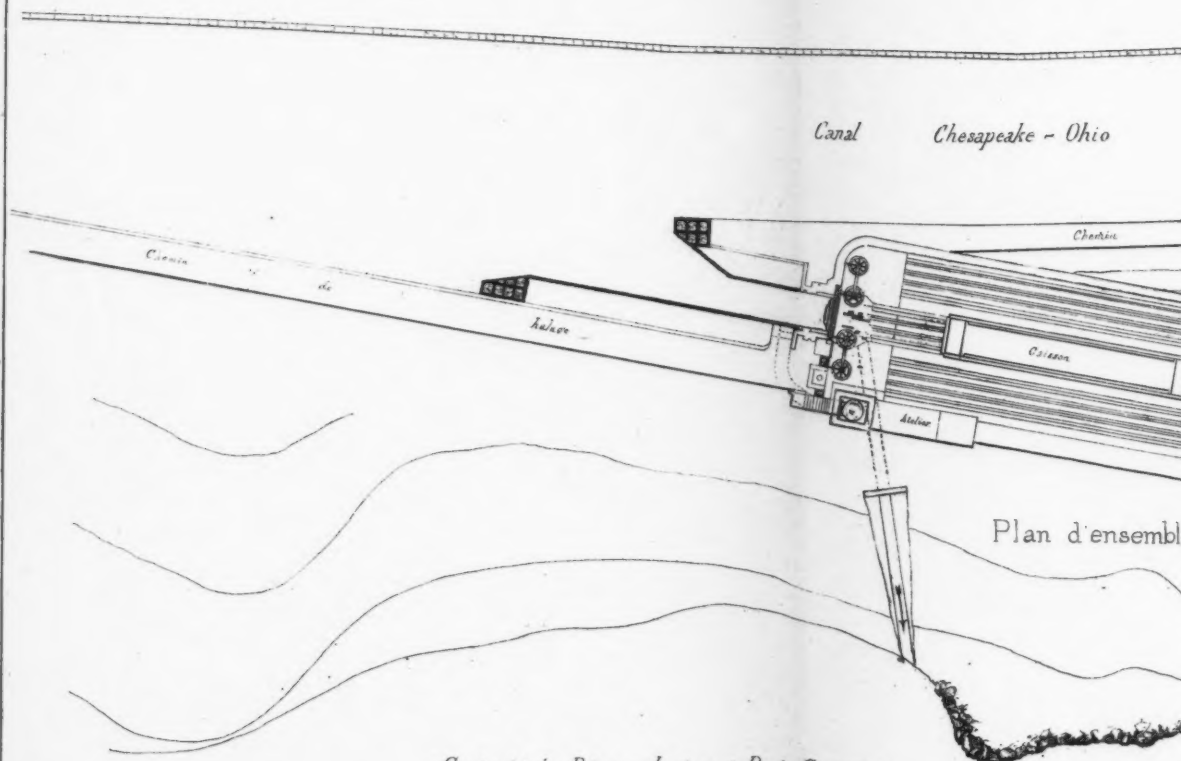 Canal Chesapeake ~ Ohio
Chemin
Chemin de halage
Caisson
Atelier
Plan d'ensembl